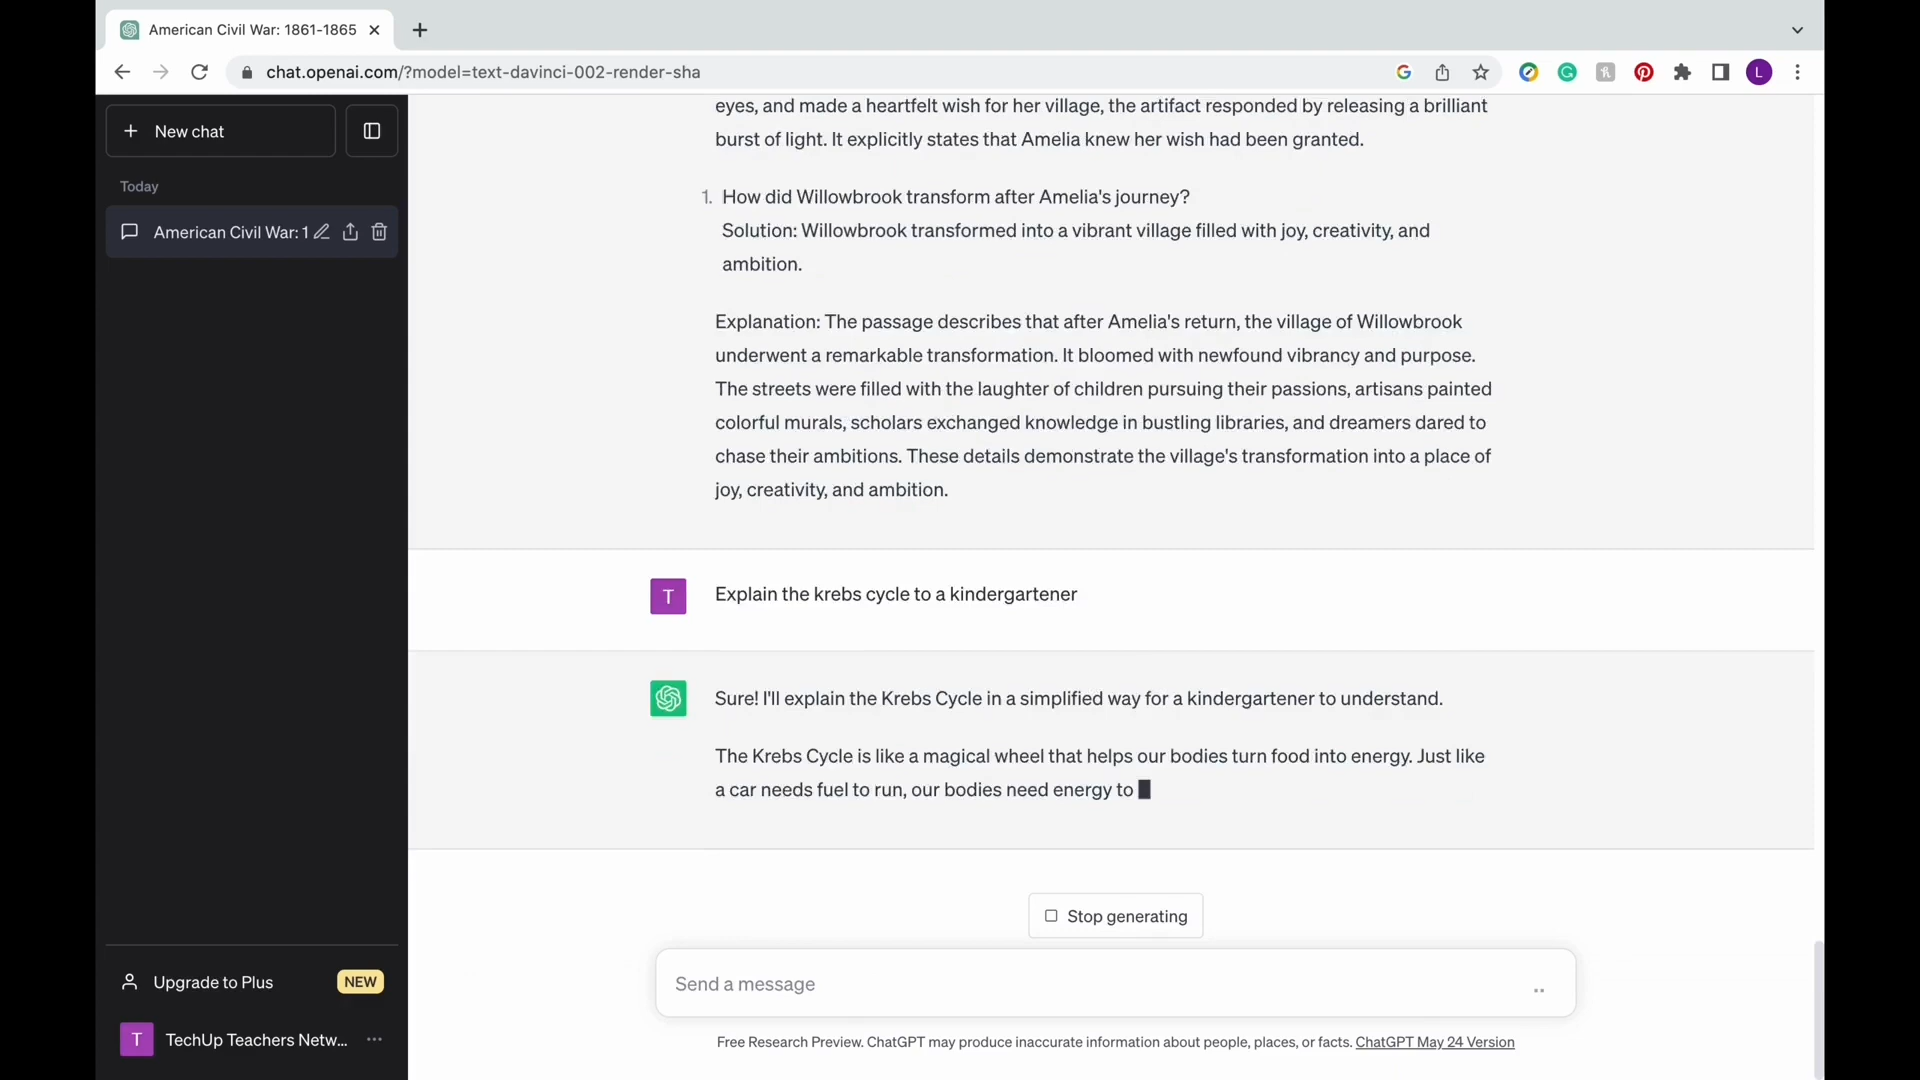 American Civil War: 1861-1865
chat.openai.com/?model=text-davinci-002-render-sha
L
New chat
Today
American Civil War: 1
eyes, and made a heartfelt wish for her village, the artifact responded by releasing a brilliant
burst of light. It explicitly states that Amelia knew her wish had been granted.
1. How did Willowbrook transform after Amelia's journey?
Solution: Willowbrook transformed into a vibrant village filled with joy, creativity, and
ambition.
Explanation: The passage describes that after Amelia's return, the village of Willowbrook
underwent a remarkable transformation. It bloomed with newfound vibrancy and purpose.
The streets were filled with the laughter of children pursuing their passions, artisans painted
colorful murals, scholars exchanged knowledge in bustling libraries, and dreamers dared to
chase their ambitions. These details demonstrate the village's transformation into a place of
joy, creativity, and ambition.
T
Explain the krebs cycle to a kindergartener
Sure! I'll explain the Krebs Cycle in a simplified way for a kindergartener to understand.
The Krebs Cycle is like a magical wheel that helps our bodies turn food into energy. Just like
a car needs fuel to run, our bodies need energy to
Stop generating
Send a message
Free Research Preview. ChatGPT may produce inaccurate information about people, places, or facts. ChatGPT May 24 Version
Upgrade to Plus NEW
T TechUp Teachers Netw...